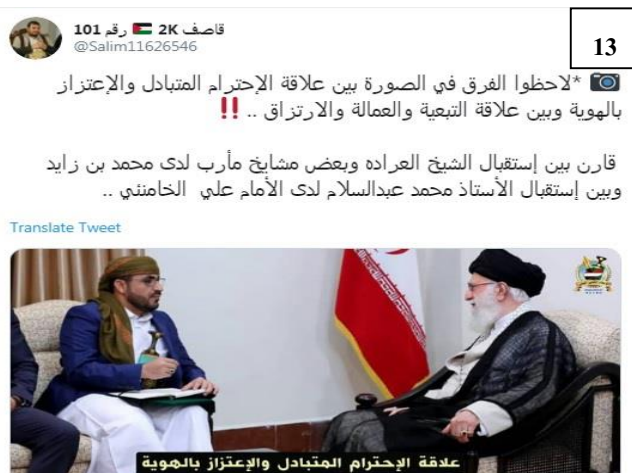 قاصف 2K رقم 101
@Salim11626546
13
*لاحظوا الفرق في الصورة بين علاقة الإحترام المتبادل والإعتزاز
بالهوية وبين علاقة التبعية والعمالة والارتزاق .. ‼
قارن بين إستقبال الشيخ العراده وبعض مشايخ مأرب لدى محمد بن زايد
وبين إستقبال الأستاذ محمد عبدالسلام لدى الأمام علي الخامنئي ..
Translate Tweet
علاقة الإحترام المتبادل والإعتزاز بالهوية